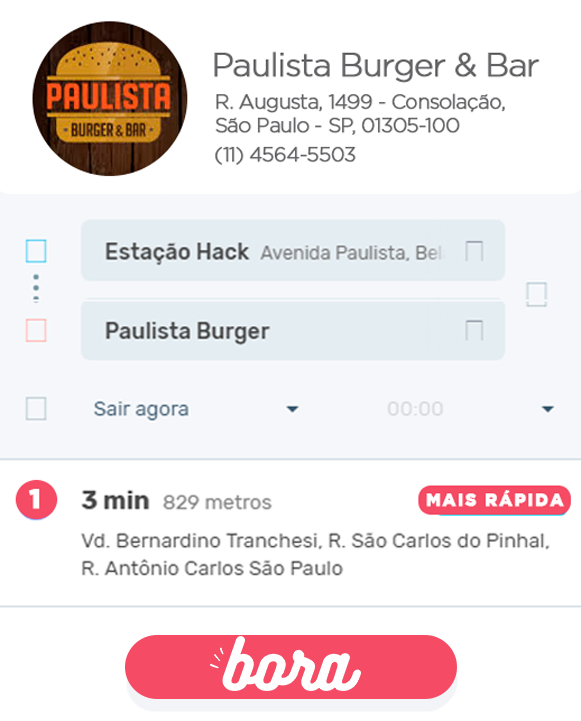 PAULISTA
BURGER & BAR
Paulista Burger & Bar
R. Augusta, 1499 - Consolação,
São Paulo - SP, 01305-100
(11) 4564-5503
Estação Hack Avenida Paulista, Bel
Paulista Burger
Sair agora 00:00
1 3 min 829 metros MAIS RÁPIDA
Vd. Bernardino Tranchesi, R. São Carlos do Pinhal,
R. Antônio Carlos São Paulo
bora